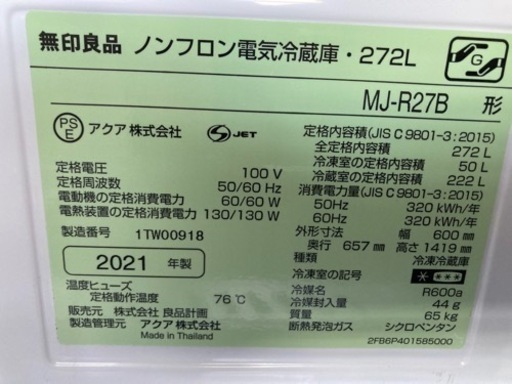 無印良品 ノンフロン電気冷蔵庫・272L
G
MJ-R27B 形
PS E アクア株式会社 S JET
定格電圧 100 V
定格周波数 50/60 Hz
電動機の定格消費電力 60/60 W
電熱装置の定格消費電力 130/130 W
製造番号 1TW00918
2021 年製
温度ヒューズ
定格動作温度 76℃
販売元 株式会社 良品計画
製造管理元 アクア 株式会社
Made in Thailand
定格内容積(JIS C 9801-3:2015)
全定格内容積 272 L
冷凍室の定格内容積 50 L
冷蔵室の定格内容積 222 L
消費電力量(JIS C 9801-3:2015)
50Hz 320 kWh/年
60Hz 320 kWh/年
外形寸法 幅 600 mm
奥行 657 mm 高さ 1419 mm
種類 冷凍冷蔵庫
冷凍室の記号
冷媒名 R600a
冷媒封入量 44 g
質量 65 kg
断熱発泡ガス シクロペンタン
2FB6P401585000